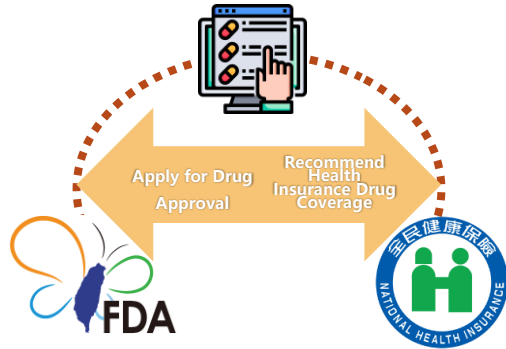 Apply for Drug
Approval
Recommend
Health
Insurance Drug
Coverage
FDA
全民健康保險
NATIONAL HEALTH INSURANCE